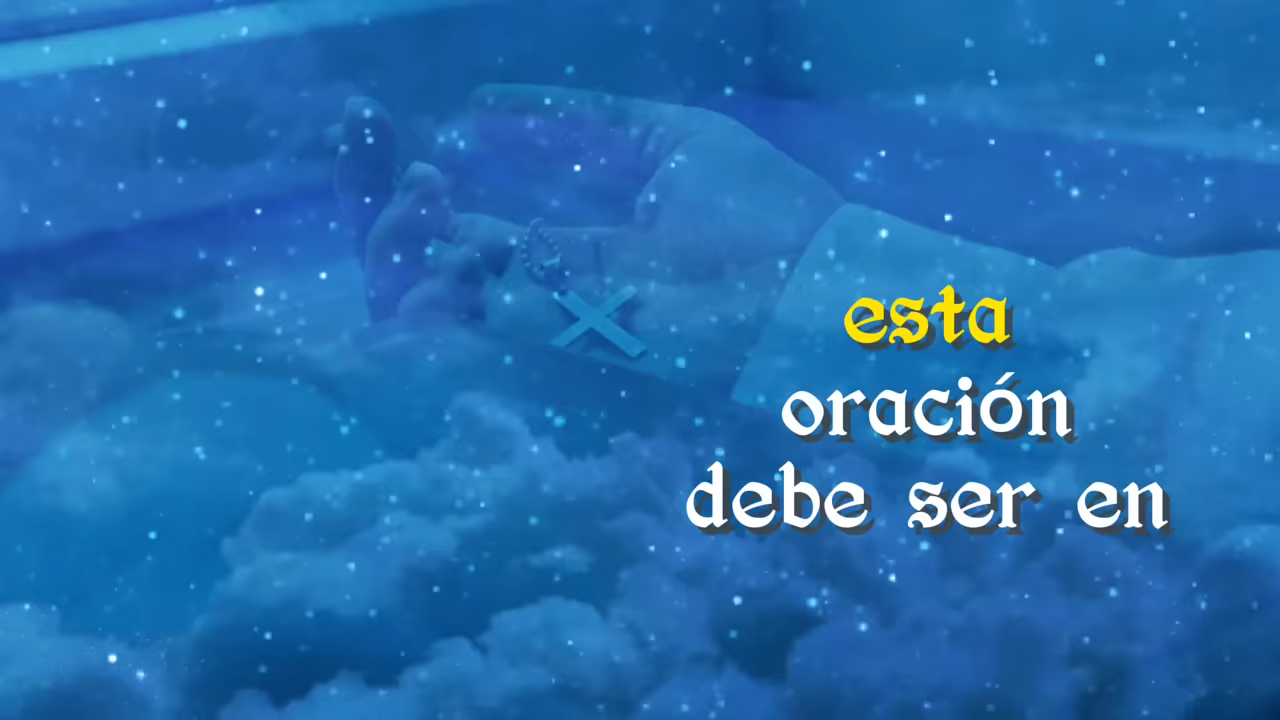 esta
oración
debe ser en